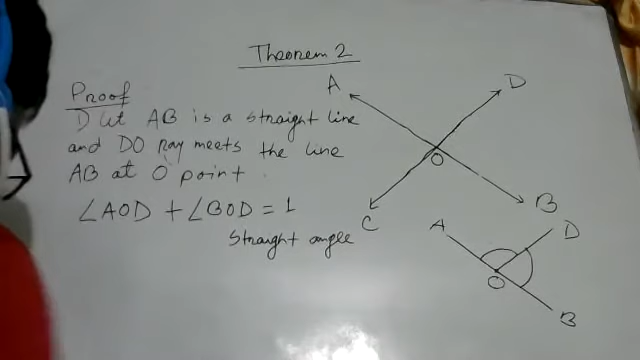 Theorem 2
Proof
1) Let AB is a straight line
and DO Ray meets the line
AB at O point.
∠AOD + ∠BOD = 1
Straight angle
A
D
O
C
B
A
D
O
B